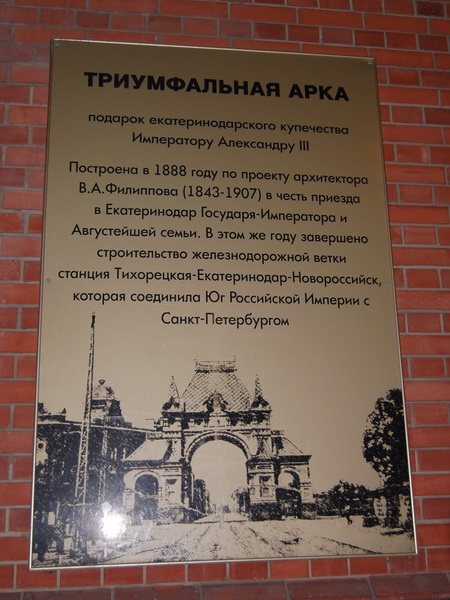 ТРИУМФАЛЬНАЯ АРКА
подарок екатеринодарского купечества
Императору Александру III
Построена в 1888 году по проекту архитектора
В.А.Филиппова (1843-1907) в честь приезда
в Екатеринодар Государя-Императора и
Августейшей семьи. В этом же году завершено
строительство железнодорожной ветки
станция Тихорецкая-Екатеринодар-Новороссийск,
которая соединила Юг Российской Империи с
Санкт-Петербургом